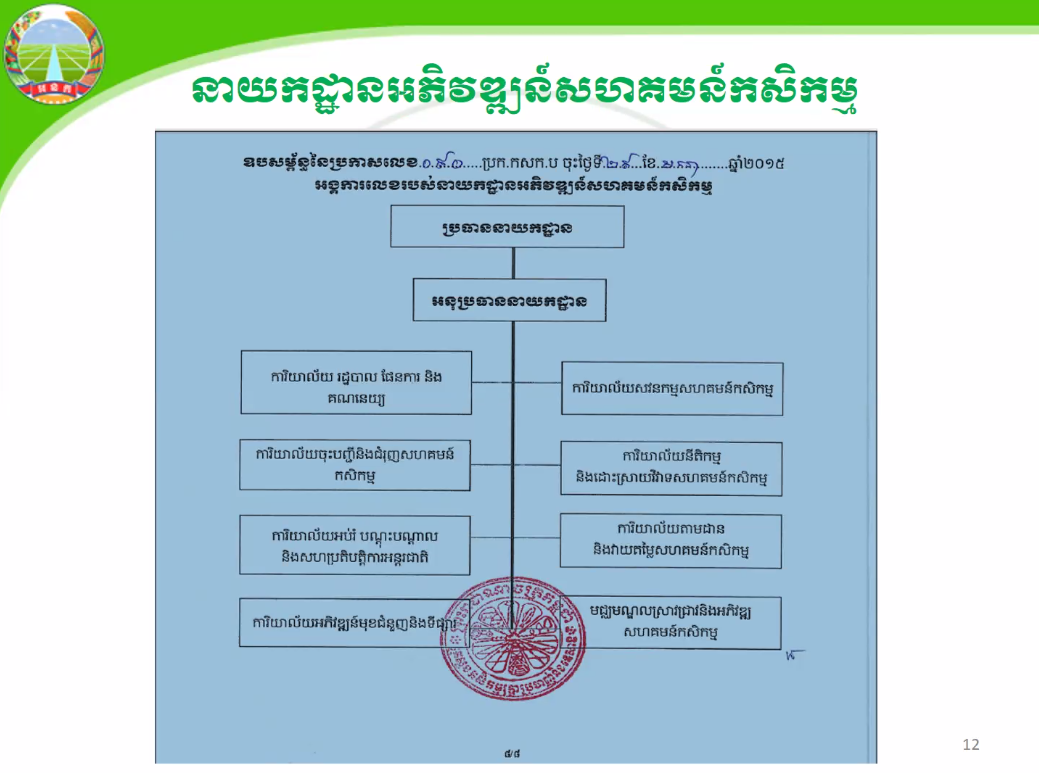 នាយកដ្ឋានអភិវឌ្ឍន៍សហគមន៍កសិកម្ម
ឧបសម្ព័ន្ធនៃប្រកាសលេខ.០.៩.១.....ប្រក.កសក.ប ចុះថ្ងៃទី២.៩...ខែ.........ឆ្នាំ២០១៥
អង្គការលេខរបស់នាយកដ្ឋានអភិវឌ្ឍន៍សហគមន៍កសិកម្ម
ប្រធាននាយកដ្ឋាន
អនុប្រធាននាយកដ្ឋាន
ការិយាល័យ រដ្ឋបាល ផែនការ និង
គណនេយ្យ
ការិយាល័យសវនកម្មសហគមន៍កសិកម្ម
ការិយាល័យចុះបញ្ជីនិងជំរុញសហគមន៍
កសិកម្ម
ការិយាល័យនីតិកម្ម
និងដោះស្រាយវិវាទសហគមន៍កសិកម្ម
ការិយាល័យអប់រំ បណ្តុះបណ្តាល
និងសហប្រតិបត្តិការអន្តរជាតិ
ការិយាល័យតាមដាន
និងវាយតម្លៃសហគមន៍កសិកម្ម
ការិយាល័យអភិវឌ្ឍន៍មុខជំនួញនិងទីផ្សារ
មជ្ឈមណ្ឌលស្រាវជ្រាវនិងអភិវឌ្ឍ
សហគមន៍កសិកម្ម
៨/៨
12